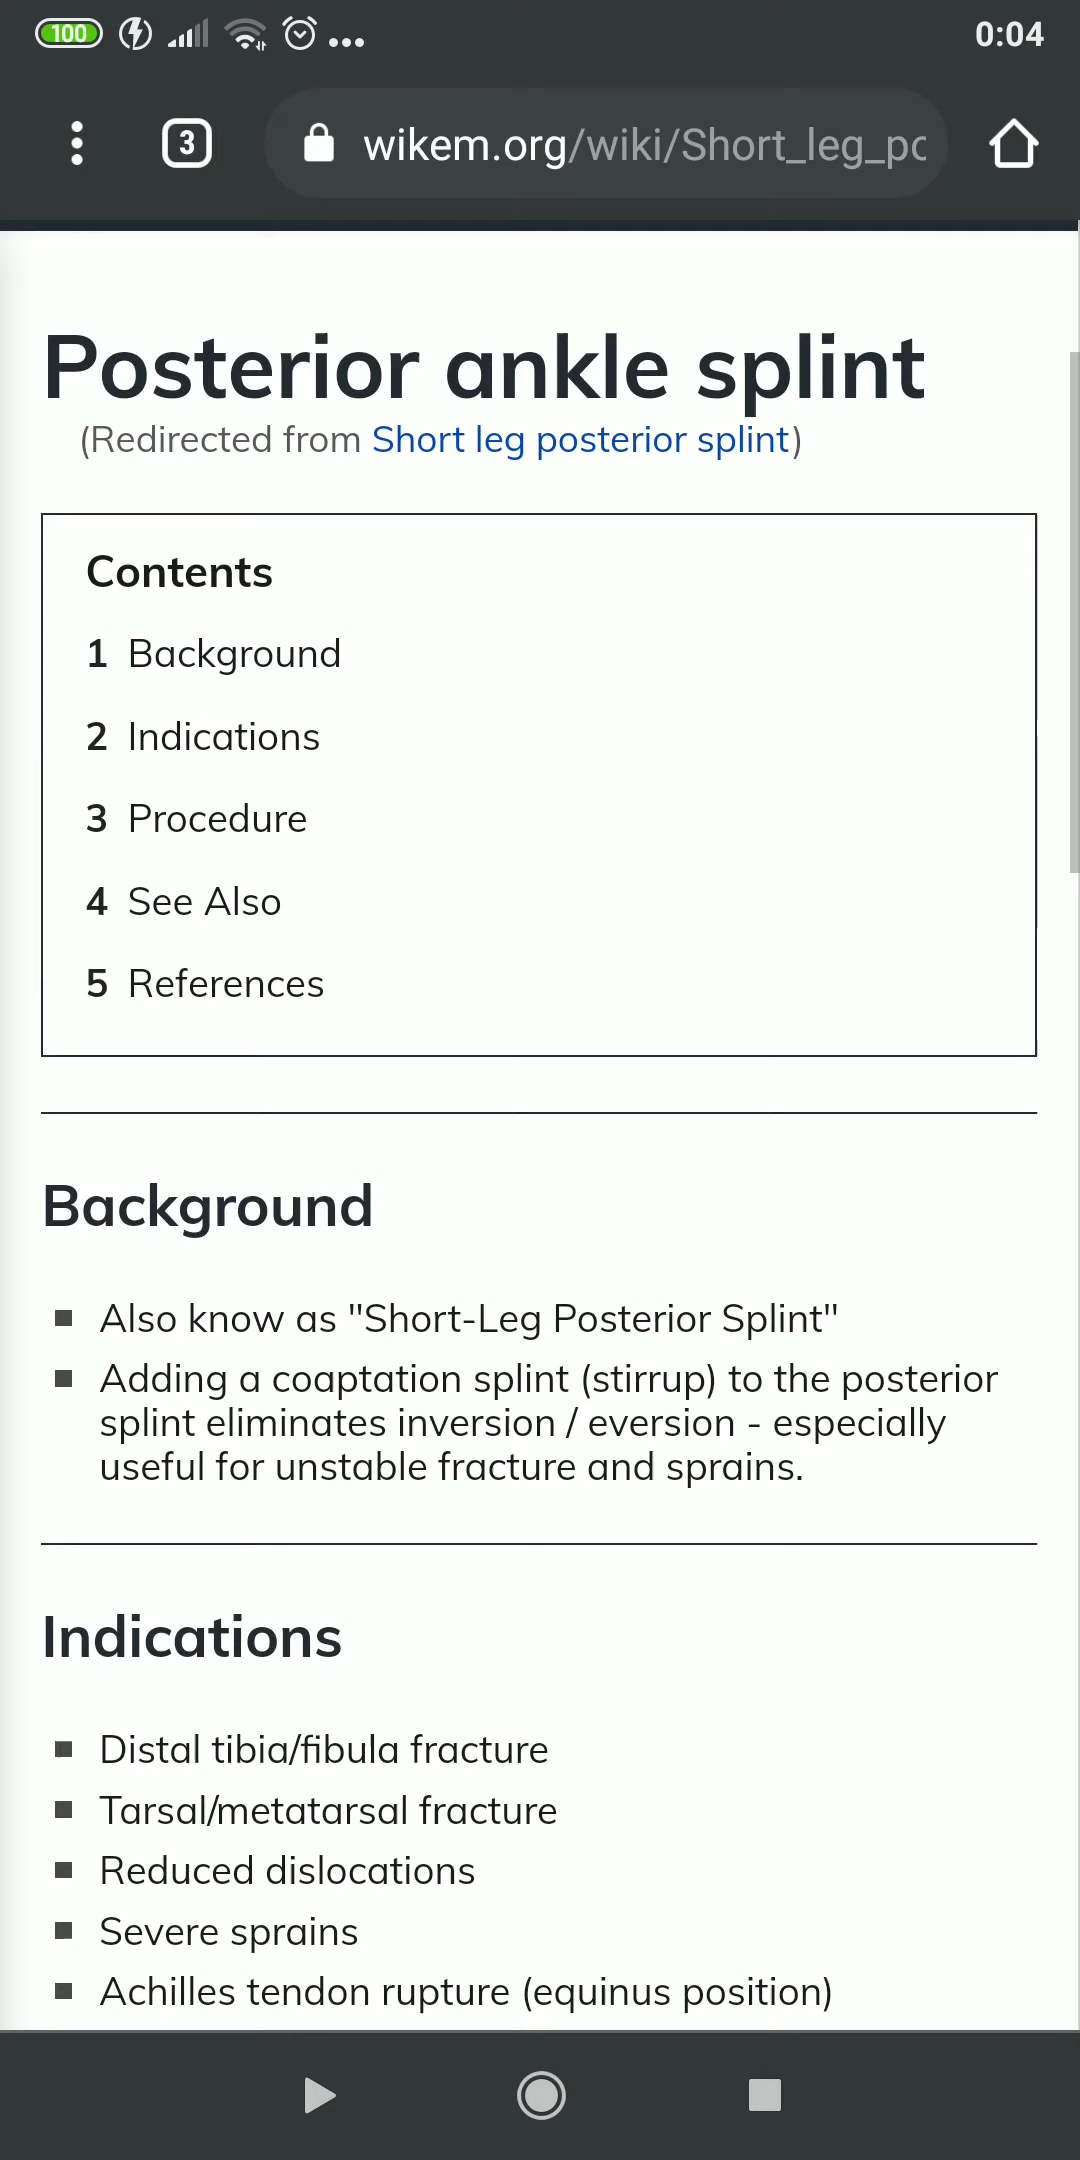 100
0:04
3
wikem.org/wiki/Short_leg_po
Posterior ankle splint
(Redirected from Short leg posterior splint)
Contents
1 Background
2 Indications
3 Procedure
4 See Also
5 References
Background
Also know as "Short-Leg Posterior Splint"
Adding a coaptation splint (stirrup) to the posterior
splint eliminates inversion / eversion - especially
useful for unstable fracture and sprains.
Indications
Distal tibia/fibula fracture
Tarsal/metatarsal fracture
Reduced dislocations
Severe sprains
Achilles tendon rupture (equinus position)